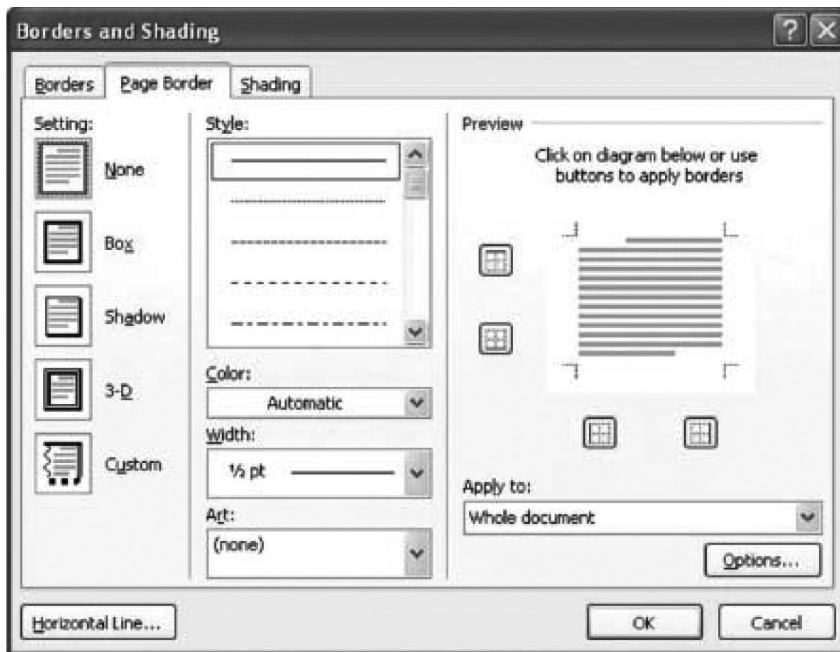 Borders and Shading
Borders
Page Border
Shading
Setting:
None
Box
Shadow
3-D
Custom
Style:
Color:
Automatic
Width:
½ pt
Art:
(none)
Preview
Click on diagram below or use
buttons to apply borders
Apply to:
Whole document
Options...
Horizontal Line...
OK
Cancel